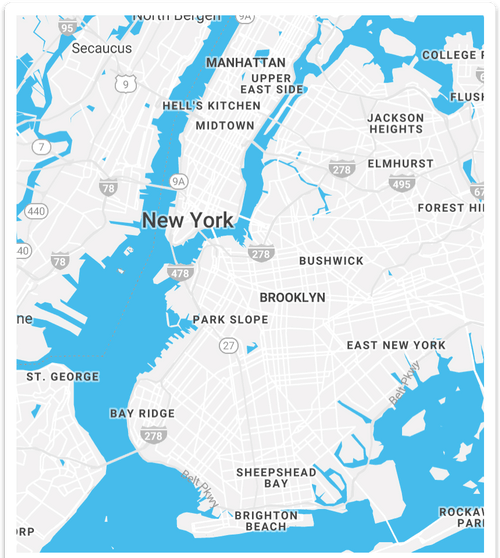 North Bergen
9A
95
Secaucus
MANHATTAN
COLLEGE P
UPPER
EAST SIDE
9
HELL'S KITCHEN
FLUSH
MIDTOWN
JACKSON
HEIGHTS
7
ELMHURST
278
9A
78
495
67
440
FOREST HI
New York
40
278
78
BUSHWICK
478
BROOKLYN
ne
PARK SLOPE
27
EAST NEW YORK
ST. GEORGE
Belt Pkwy
BAY RIDGE
278
SHEEPSHEAD
BAY
Belt Pkwy
BRIGHTON
BEACH
ROCKAW
PAR
ORP